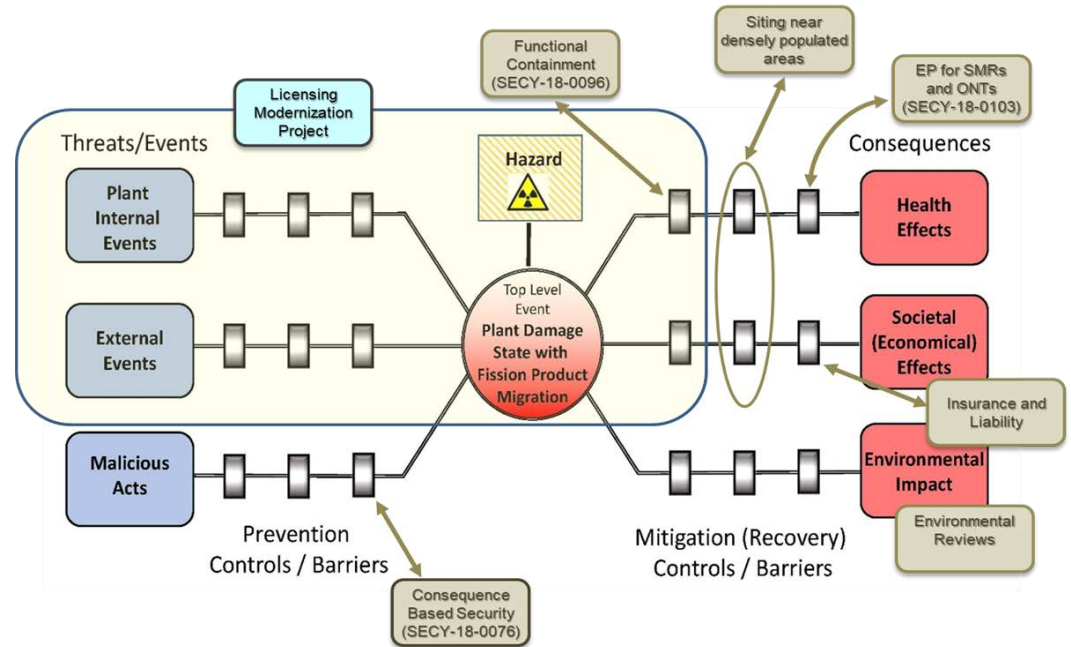 Siting near
densely populated
areas
Functional
Containment
(SECY-18-0096)
EP for SMRs
and ONTs
(SECY-18-0103)
Licensing
Modernization
Project
Threats/Events
Hazard
Consequences
Plant
Internal
Events
Health
Effects
Top Level
Event
Plant Damage
State with
Fission Product
Migration
External
Events
Societal
(Economical)
Effects
Insurance and
Liability
Malicious
Acts
Environmental
Impact
Environmental
Reviews
Prevention
Controls / Barriers
Mitigation (Recovery)
Controls / Barriers
Consequence
Based Security
(SECY-18-0076)